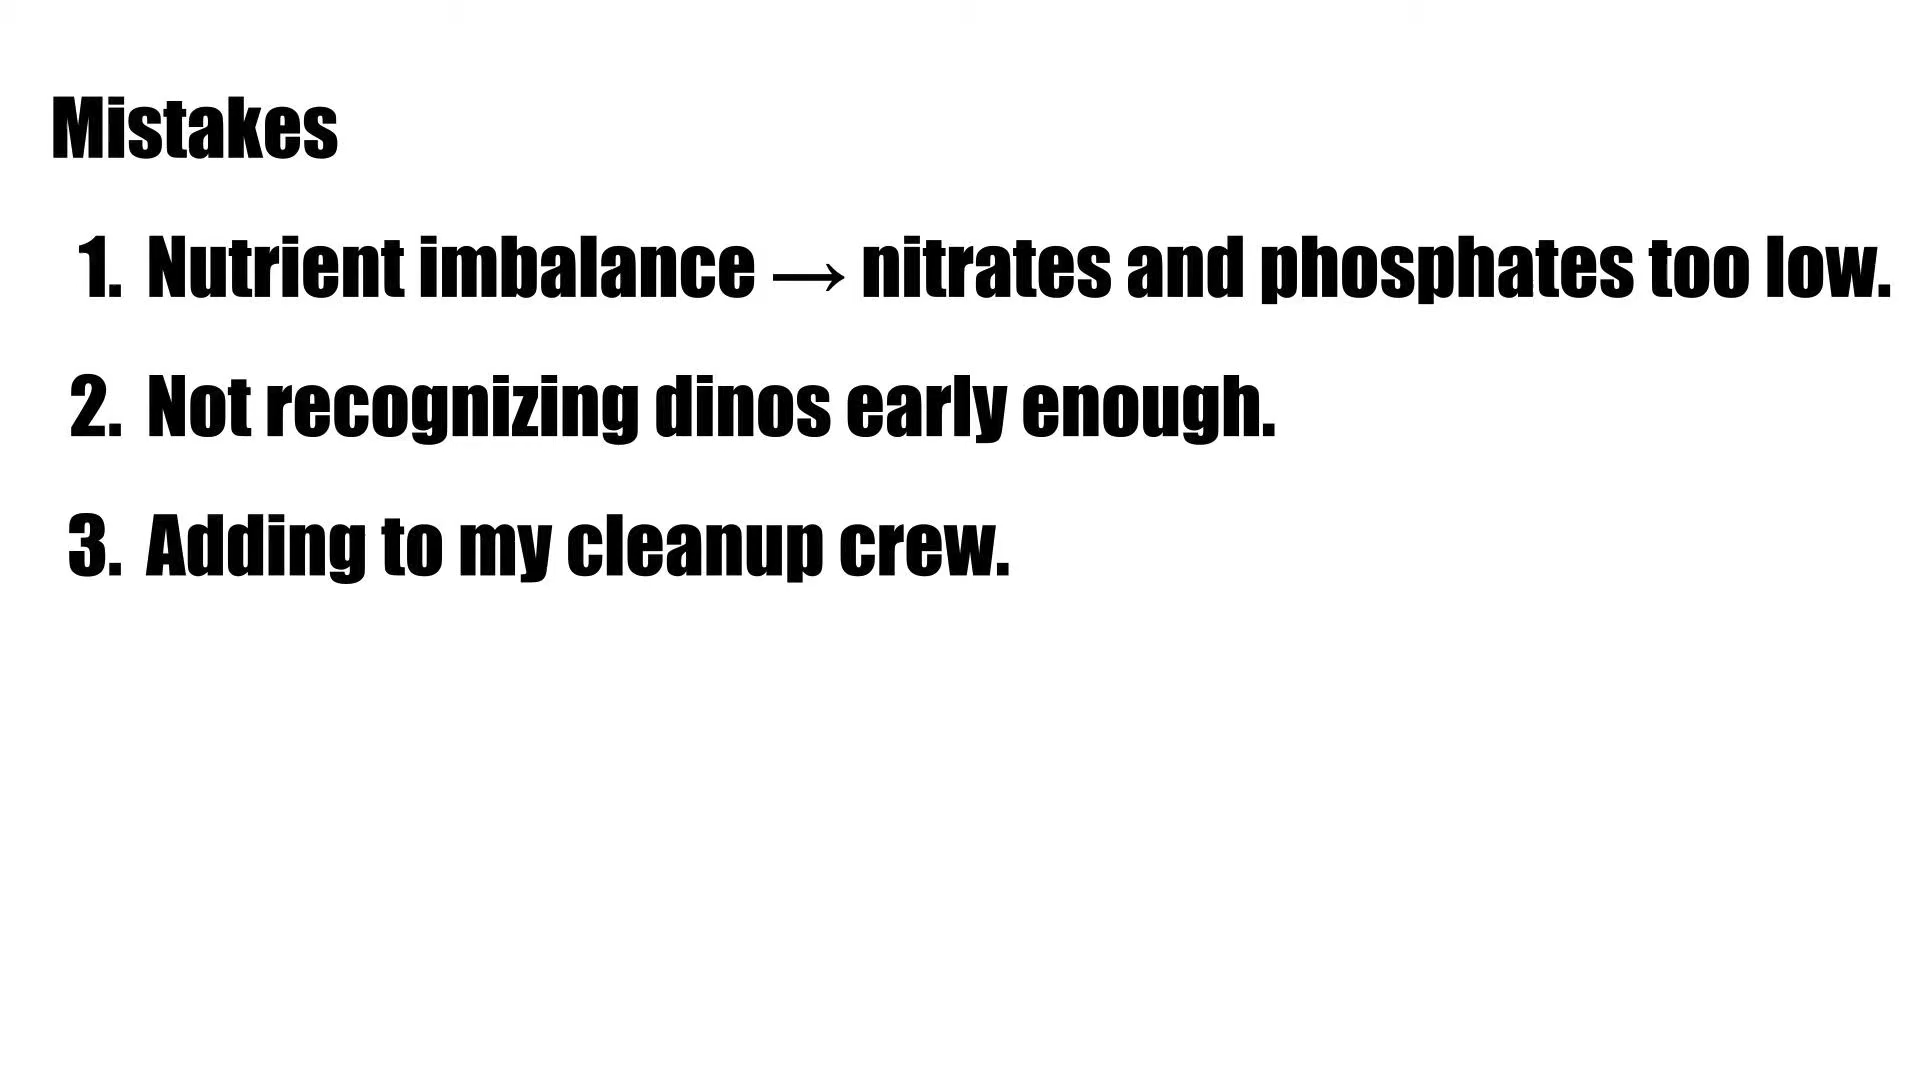 Mistakes
1. Nutrient imbalance → nitrates and phosphates too low.
2. Not recognizing dinos early enough.
3. Adding to my cleanup crew.